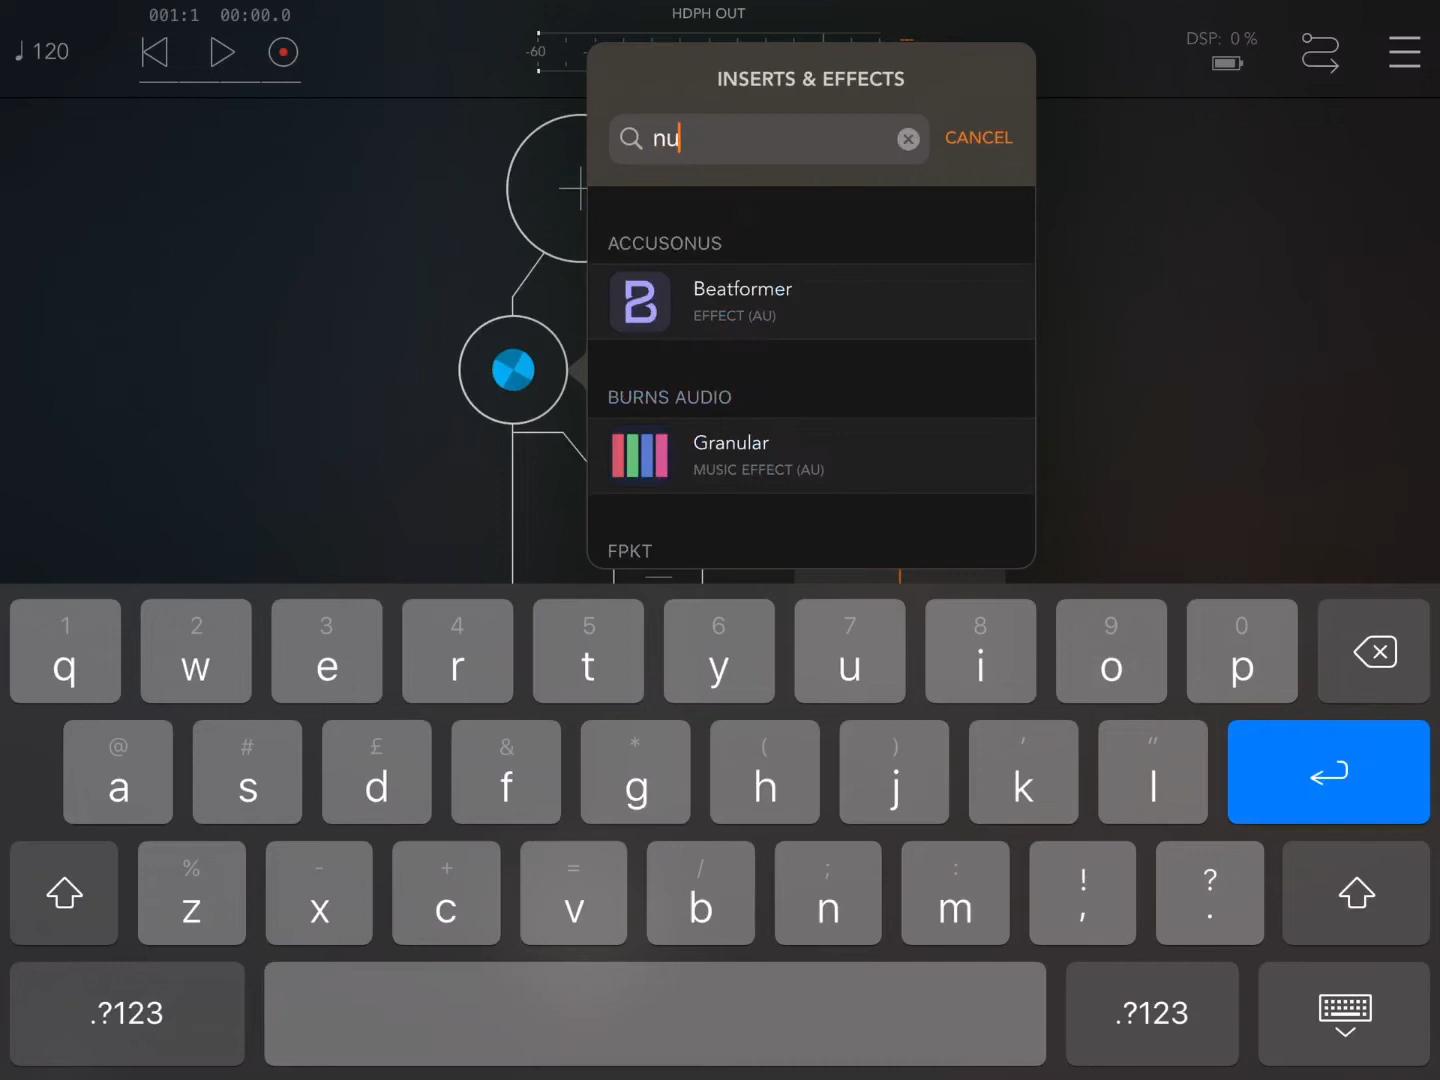 001:1 00:00.0
HDPH OUT
♩ 120
-60
DSP: 0 %
INSERTS & EFFECTS
nu
CANCEL
ACCUSONUS
Beatformer
EFFECT (AU)
BURNS AUDIO
Granular
MUSIC EFFECT (AU)
FPKT
1 2 3 4 5 6 7 8 9 0
q w e r t y u i o p
@ # £ & * ( ) ' "
a s d f g h j k l
% - + = / ; : ! ?
z x c v b n m , .
.?123 .?123